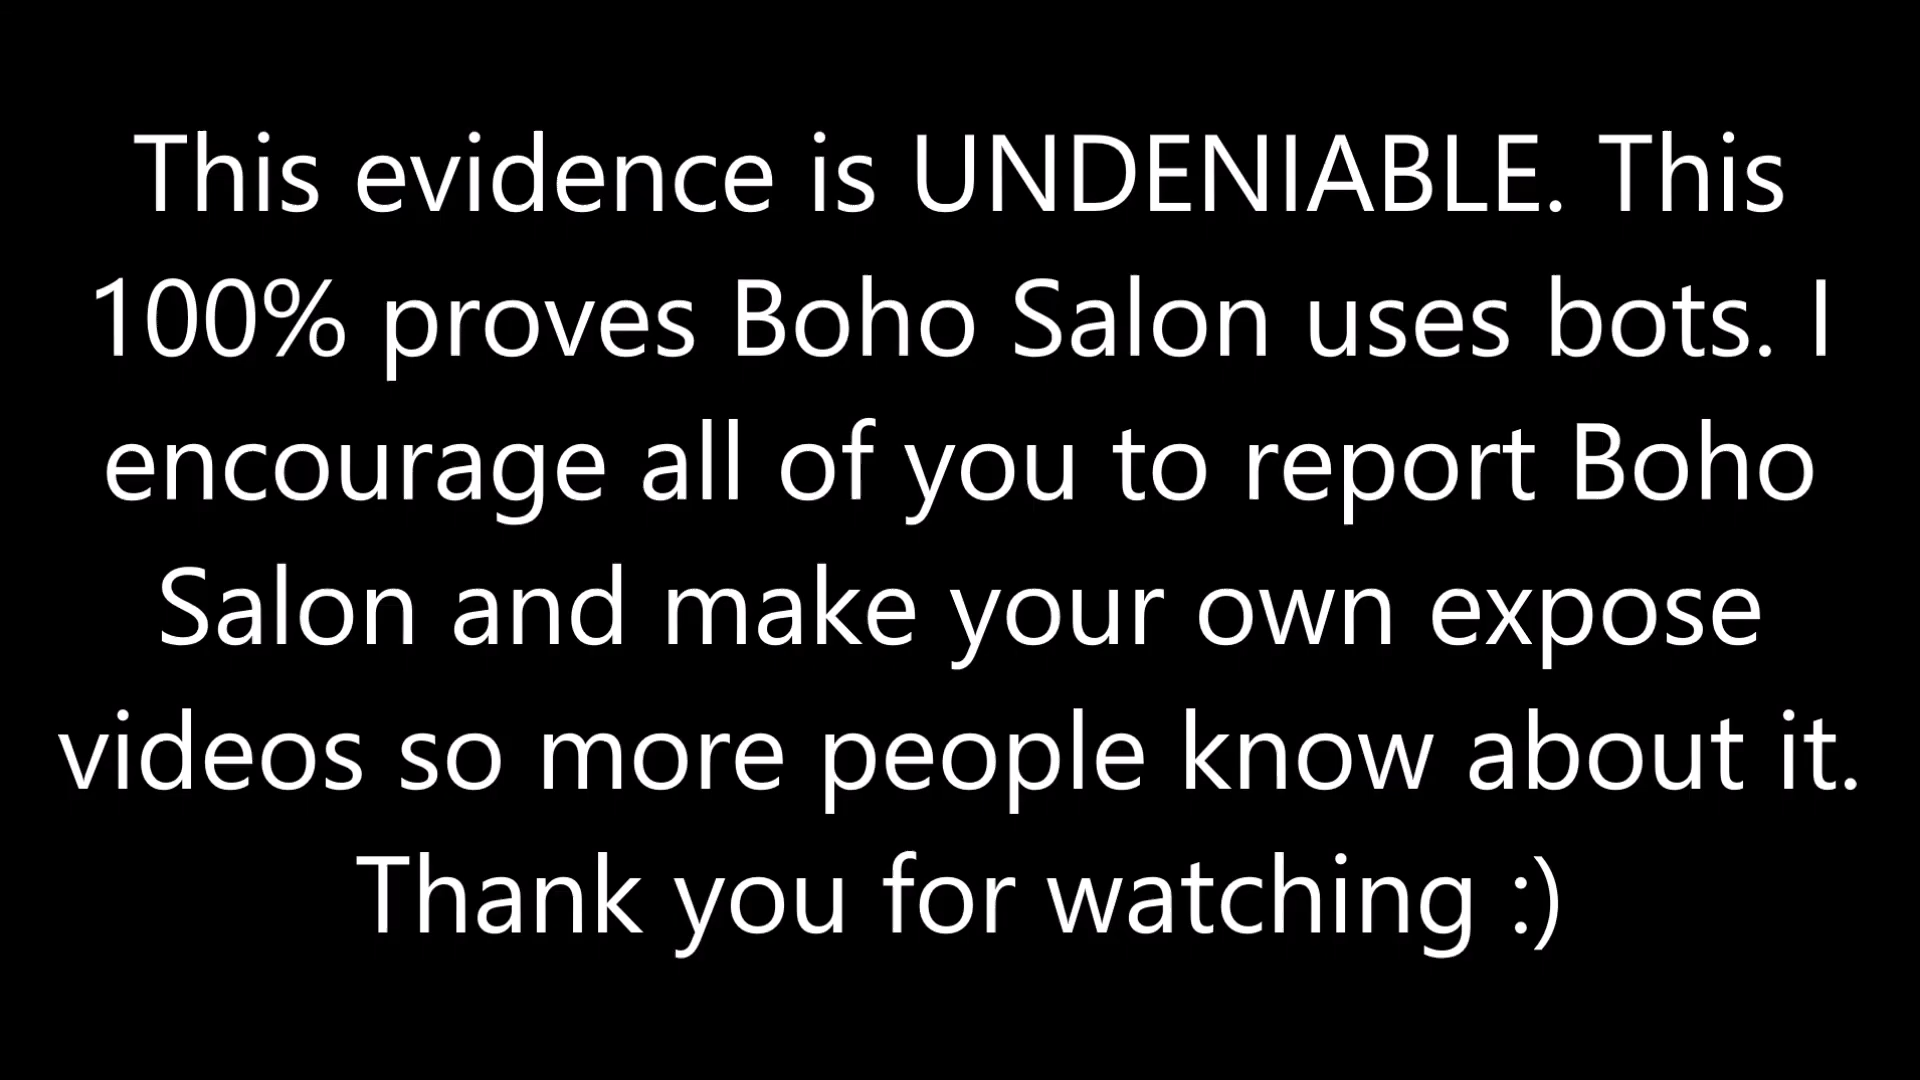 This evidence is UNDENIABLE. This
100% proves Boho Salon uses bots. I
encourage all of you to report Boho
Salon and make your own expose
videos so more people know about it.
Thank you for watching :)